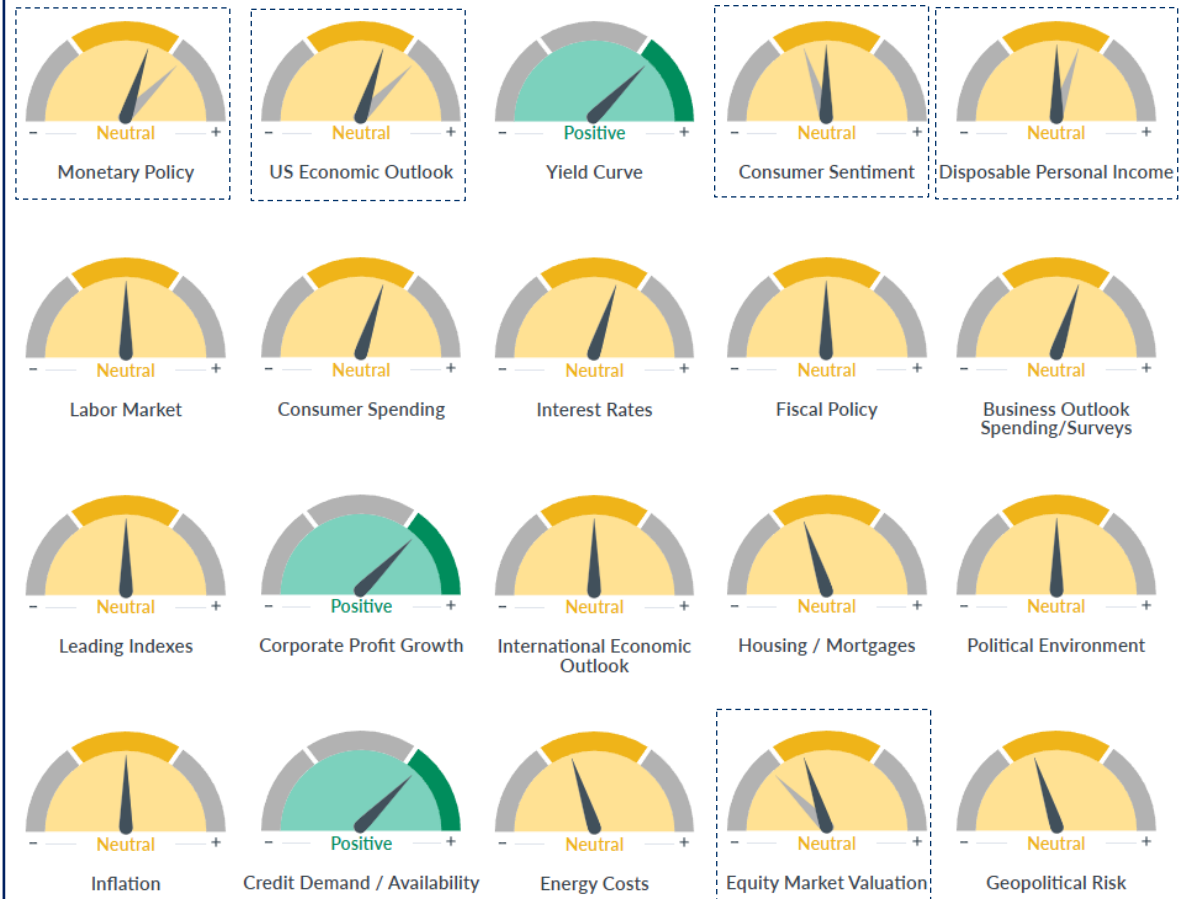 - Neutral +
Monetary Policy
- Neutral +
US Economic Outlook
- Positive +
Yield Curve
- Neutral +
Consumer Sentiment
- Neutral +
Disposable Personal Income
- Neutral +
Labor Market
- Neutral +
Consumer Spending
- Neutral +
Interest Rates
- Neutral +
Fiscal Policy
- Neutral +
Business Outlook
Spending/Surveys
- Neutral +
Leading Indexes
- Positive +
Corporate Profit Growth
- Neutral +
International Economic
Outlook
- Neutral +
Housing / Mortgages
- Neutral +
Political Environment
- Neutral +
Inflation
- Positive +
Credit Demand / Availability
- Neutral +
Energy Costs
- Neutral +
Equity Market Valuation
- Neutral +
Geopolitical Risk